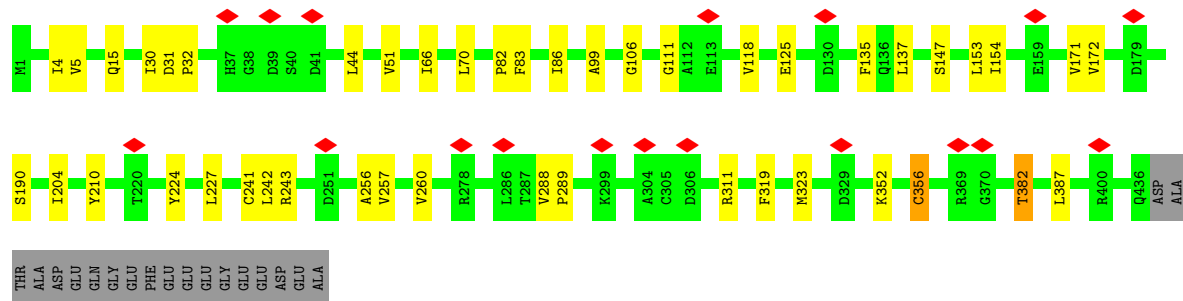 M1 I4 V5 Q15 I30 D31 P32 H37 G38 D39 S40 D41 L44 V51 I66 L70 P82 F83 I86 A99 G106 G111 A112 E113 V118 E125 D130 F135 Q136 L137 S147 L153 I154 E159 V171 V172 D179
S190 I204 Y210 T220 Y224 L227 C241 L242 R243 D251 A256 V257 V260 R278 L286 T287 V288 P289 K299 A304 C305 D306 R311 F319 M323 D329 K352 C356 R369 G370 T382 L387 R400 Q436 ASP ALA
THR ALA ASP GLU GLN GLY GLU PHE GLU GLU GLU GLY GLU GLU ASP GLU ALA